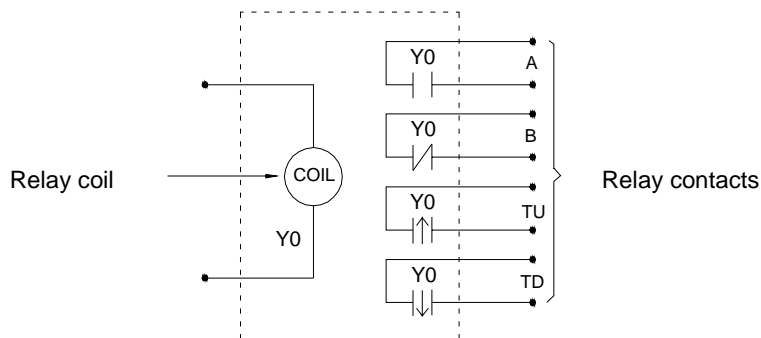 Relay coil
COIL
Y0
Y0
A
Y0
B
Y0
TU
Y0
TD
Relay contacts